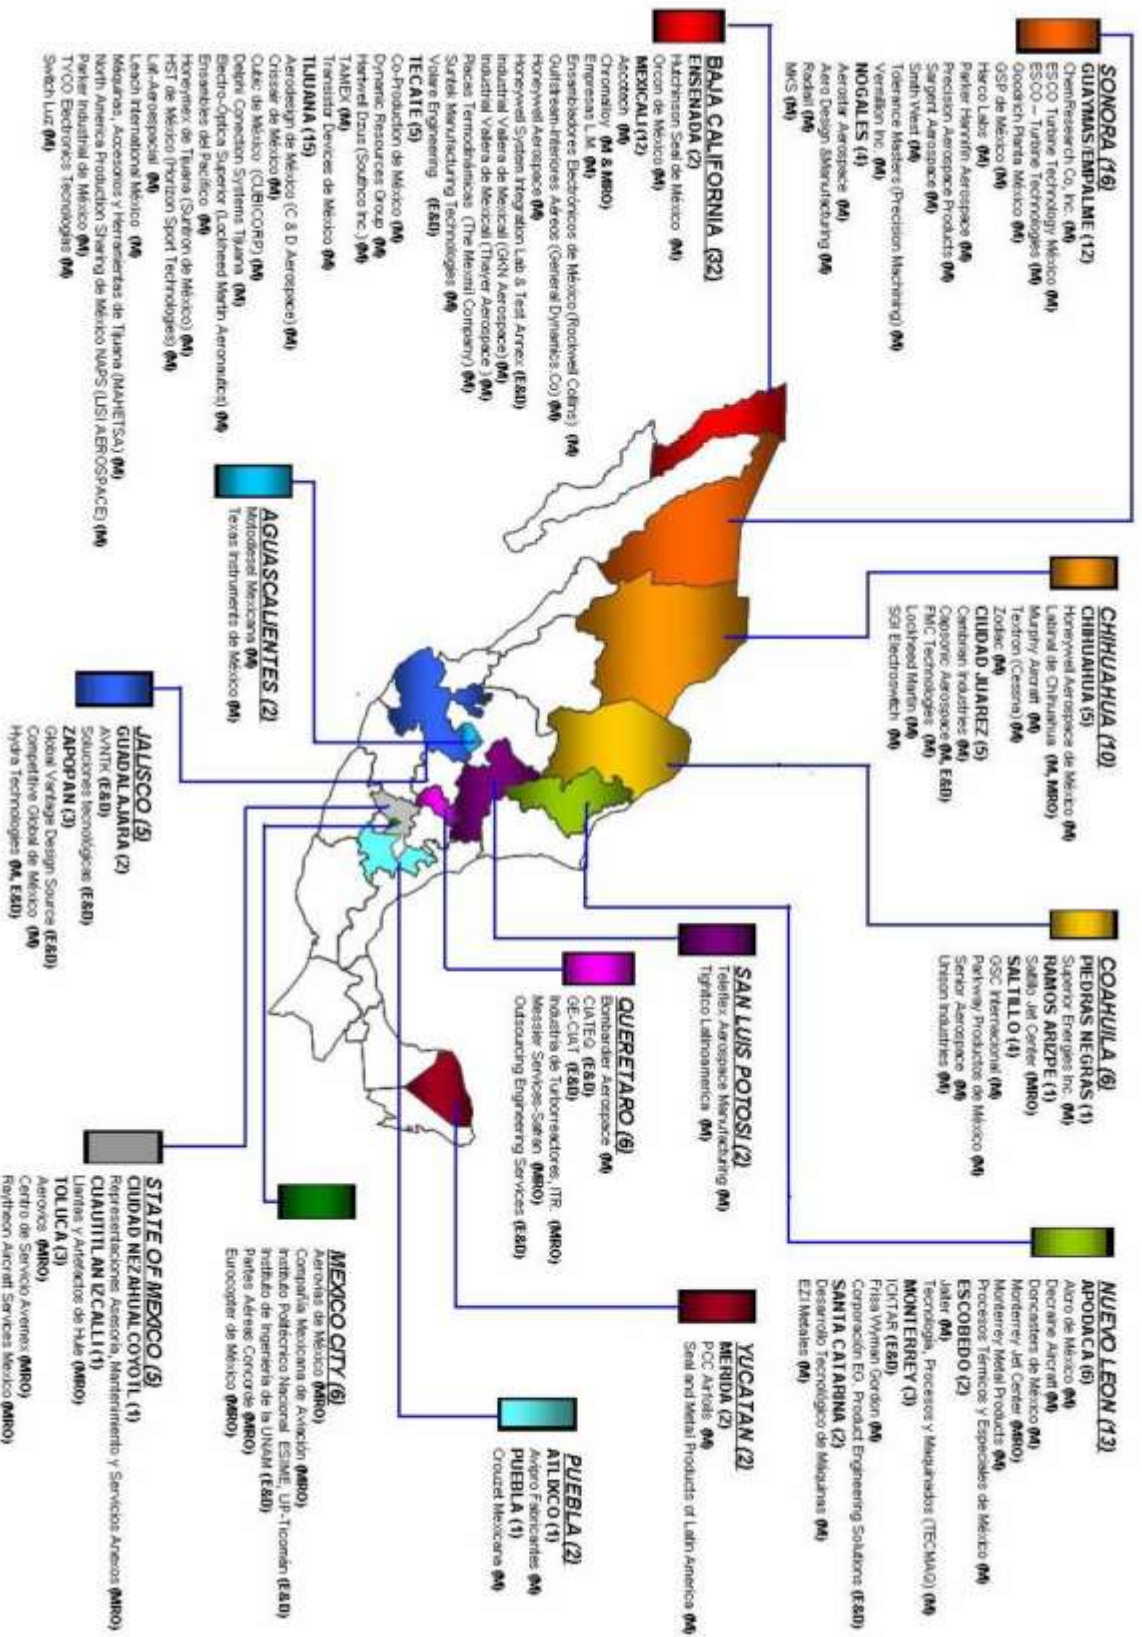 SONORA (16)
GUAYMAS/EMPALME (12)
ChemResearch Co, Inc. (M)
ESCO Turbine Technology México (M)
ESCO – Turbine Technologies (M)
Goodrich Planta México (M)
GSP de México (M)
Harco Labs (M)
Parker Hannifin Aerospace (M)
Precision Aerospace Products (M)
Sargent Aerospace (M)
Smith West (M)
Tolerance Masters (Precision Machining) (M)
Vermillion Inc. (M)
NOGALES (4)
Aerostar Aerospace (M)
Aero Design &Manufacturing (M)
Radiall (M)
MKS (M)
CHIHUAHUA (10)
CHIHUAHUA (5)
Honeywell Aerospace de México (M)
Labinal de Chihuahua (M, MRO)
Murphy Aircraft (M)
Textron (Cessna) (M)
Zodiac (M)
CIUDAD JUAREZ (5)
Cambrian Industries (M)
Capsonic Aerospace (M, E&D)
FMC Technologies (M)
Lockheed Martin (M)
SGI Electroswitch (M)
COAHUILA (6)
PIEDRAS NEGRAS (1)
Superior Energies Inc. (M)
RAMOS ARIZPE (1)
Saltillo Jet Center (MRO)
SALTILLO (4)
GSC Internacional (M)
Parkway Productos de México (M)
Senior Aerospace (M)
Unison Industries (M)
NUEVO LEON (13)
APODACA (6)
Alcro de México (M)
Decraine Aircraft (M)
Doncasters de México (M)
Monterrey Jet Center (MRO)
Monterrey Metal Products (M)
Procesos Térmicos y Especiales de México (M)
ESCOBEDO (2)
Jaiter (M)
Tecnología, Procesos y Maquinados (TECMAQ) (M)
MONTERREY (3)
ICKTAR (E&D)
Frisa Wyman Gordon (M)
Corporación EG. Product Engineering Solutions (E&D)
SANTA CATARINA (2)
Desarrollo Tecnológico de Máquinas (M)
EZI Metales (M)
BAJA CALIFORNIA (32)
ENSENADA (2)
Hutchinson Seal de México (M)
Orcon de México (M)
MEXICALI (12)
Ascotech (M)
Chromalloy (M & MRO)
Empresas L.M. (M)
Ensambladores Electrónicos de México (Rockwell Collins) (M)
Gulfstream-Interiores Aéreos (General Dynamics Co) (M)
Honeywell Aerospace (M)
Honeywell System Integration Lab & Test Annex (E&D)
Industrial Vallera de Mexicali (GKN Aerospace) (M)
Industrial Vallera de Mexicali (Thayer Aerospace ) (M)
Placas Termodinámicas (The Mexmil Company) (M)
Suntek Manufacturing Technologies (M)
Volare Engineering (E&D)
TECATE (5)
Co-Production de México (M)
Dynamic Resources Group (M)
Hartwell Dzus (Southco Inc.) (M)
TAMEX (M)
Transistor Devices de México (M)
TIJUANA (15)
Aerodesign de México (C & D Aerospace) (M)
Crissair de México (M)
Cubic de México (CUBICORP) (M)
Delphi Conection Systems Tijuana (M)
Electro-Óptica Superior (Lockheed Martin Aeronautics) (M)
Ensambles del Pacífico (M)
Honeymex de Tijuana (Suntron de México) (M)
HST de México (Horizon Sport Technologies) (M)
Lat-Aerospacial (M)
Leach International México (M)
Máquinas, Accesorios y Herramientas de Tijuana (MAHETSA) (M)
North America Production Sharing de México NAPS (LISI AEROSPACE) (M)
Parker Industrial de México (M)
TYCO Electronics Tecnologías (M)
Switch Luz (M)
AGUASCALIENTES (2)
Motodiesel Mexicana (M)
Texas Instruments de México (M)
JALISCO (5)
GUADALAJARA (2)
AVNTK (E&D)
Soluciones tecnológicas (E&D)
ZAPOPAN (3)
Global Vantage Design Source (E&D)
Competitive Global de México (M)
Hydra Technologies (M, E&D)
SAN LUIS POTOSI (2)
Teleflex Aerospace Manufacturing (M)
Tighitco Latinoamerica (M)
QUERETARO (6)
Bombardier Aerospace (M)
CIATEQ (E&D)
GE-CIAT (E&D)
Industria de Turborreactores, ITR. (MRO)
Messier Services-Safran (MRO)
Outsourcing Engineering Services (E&D)
YUCATAN (2)
MERIDA (2)
PCC Airfoils (M)
Seal and Metal Products of Latin America (M)
PUEBLA (2)
ATLIXCO (1)
Avipro Fabricantes (M)
PUEBLA (1)
Crouzet Mexicana (M)
MEXICO CITY (6)
Aerovías de México (MRO)
Compañía Mexicana de Aviación (MRO)
Instituto Politécnico Nacional ESIME, UP-Ticomán (E&D)
Instituto de Ingeniería de la UNAM (E&D)
Partes Aéreas Concorde (MRO)
Eurocopter de México (MRO)
STATE OF MEXICO (5)
CIUDAD NEZAHUALCOYOTL (1)
Representaciones Asesoría, Mantenimiento y Servicios Anexos (MRO)
CUAUTITLAN IZCALLI (1)
Llantas y Artefactos de Hule (MRO)
TOLUCA (3)
Aerovics (MRO)
Centro de Servicio Avemex (MRO)
Raytheon Aircraft Services Mexico (MRO)